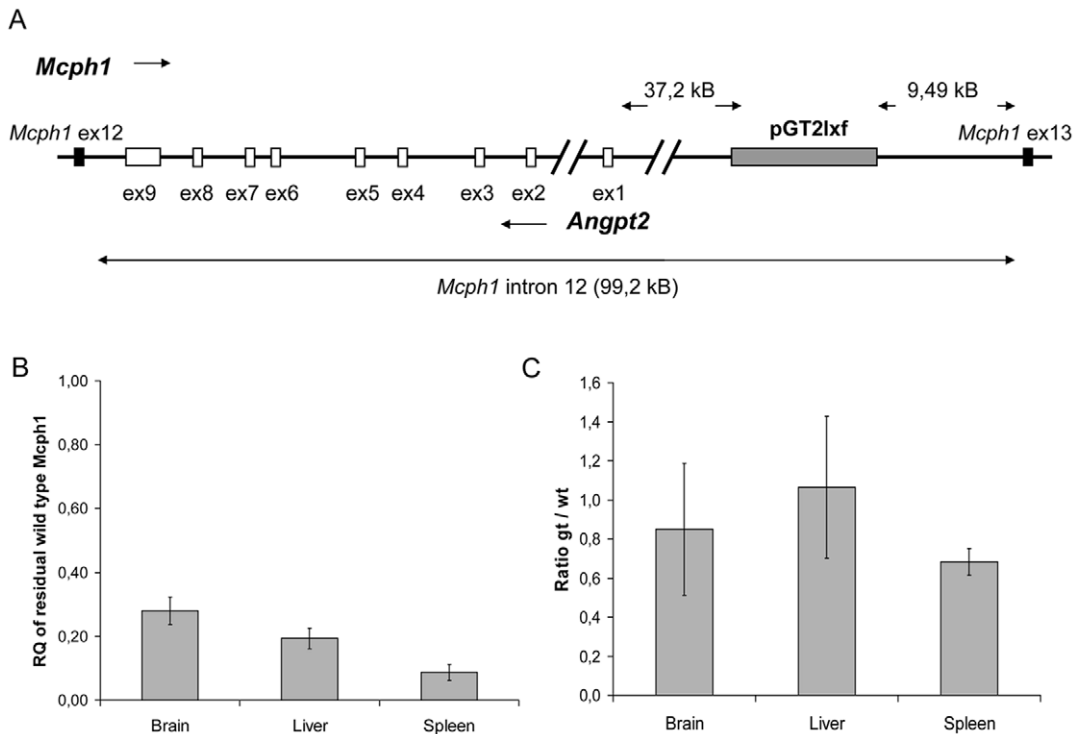 A
Mcph1
37,2 kB
9,49 kB
Mcph1 ex12
pGT2lxf
Mcph1 ex13
ex9 ex8 ex7 ex6 ex5 ex4 ex3 ex2 ex1
Angpt2
Mcph1 intron 12 (99,2 kB)
B
RQ of residual wild type Mcph1
1,00
0,80
0,60
0,40
0,20
0,00
Brain Liver Spleen
C
Ratio gt / wt
1,6
1,4
1,2
1,0
0,8
0,6
0,4
0,2
0,0
Brain Liver Spleen